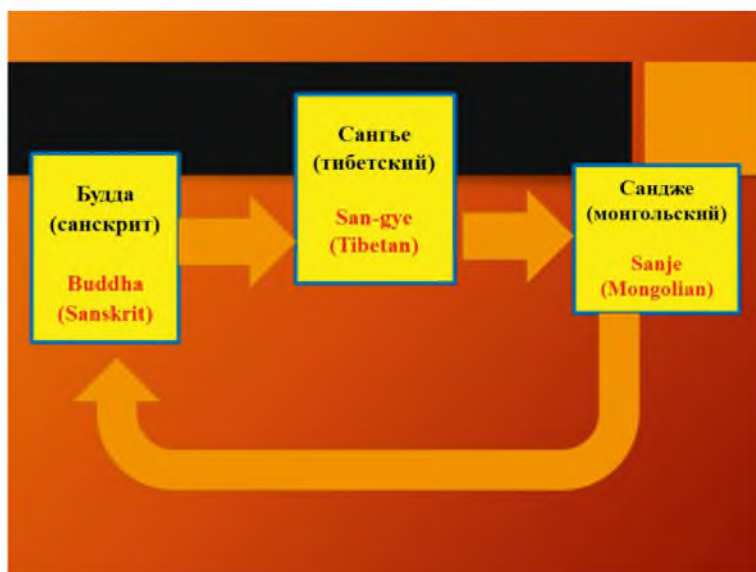 Будда
(санскрит)
Buddha
(Sanskrit)
Сангье
(тибетский)
San-gye
(Tibetan)
Сандже
(монгольский)
Sanje
(Mongolian)